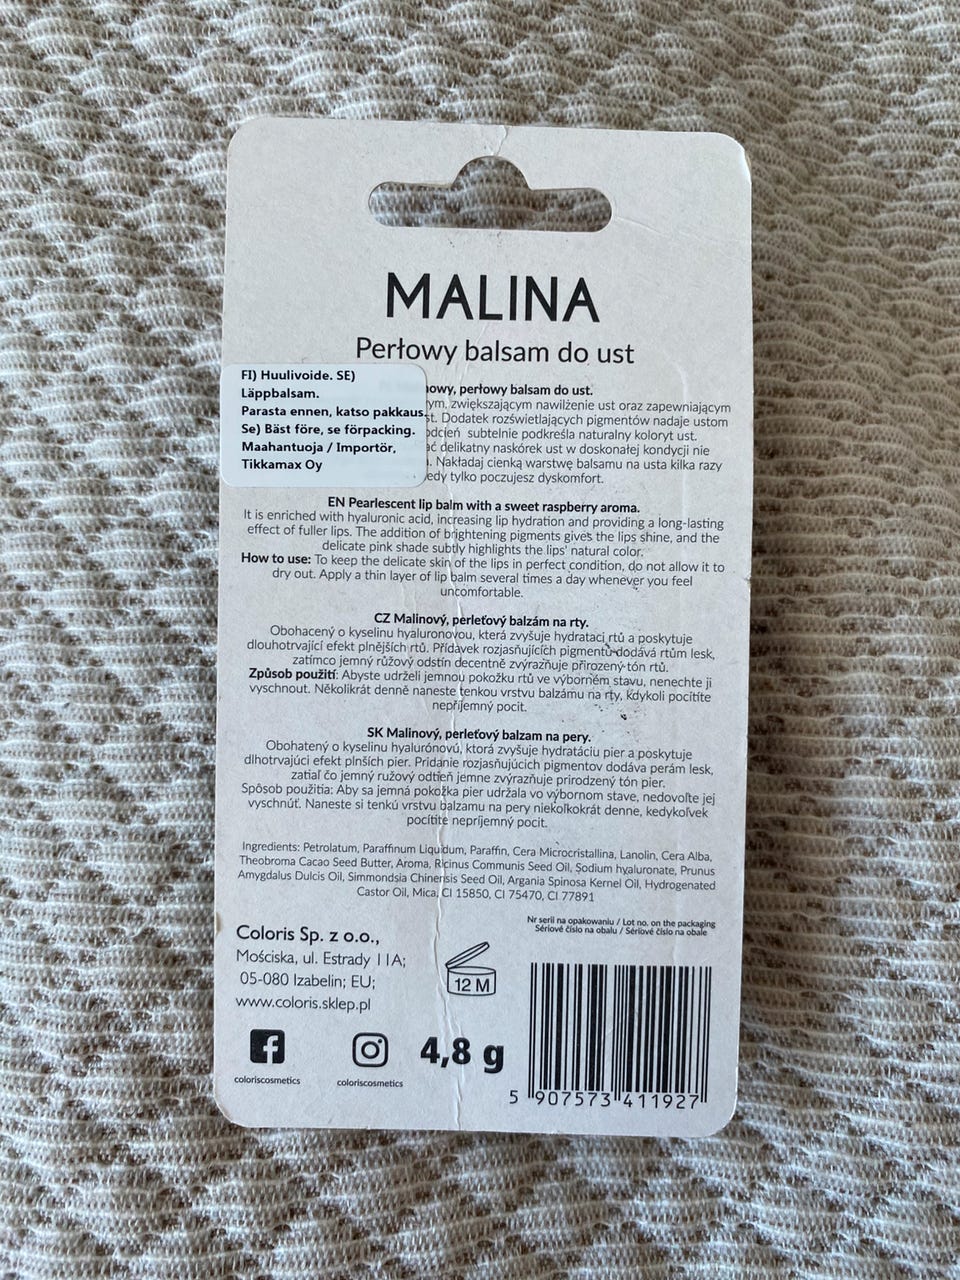 MALINA
Perłowy balsam do ust
FI) Huulivoide. SE)
Läppbalsam.
Parasta ennen, katso pakkaus.
Se) Bäst före, se förpacking.
Maahantuoja / Importör,
Tikkamax Oy
perłowy balsam do ust.
zwiększającym nawilżenie ust oraz zapewniającym
Dodatek rozświetlających pigmentów nadaje ustom
subtelnie podkreśla naturalny koloryt ust.
delikatny naskórek ust w doskonałej kondycji nie
Nakładaj cienką warstwę balsamu na usta kilka razy
tylko poczujesz dyskomfort.
EN Pearlescent lip balm with a sweet raspberry aroma.
It is enriched with hyaluronic acid, increasing lip hydration and providing a long-lasting
effect of fuller lips. The addition of brightening pigments gives the lips shine, and the
delicate pink shade subtly highlights the lips' natural color.
How to use: To keep the delicate skin of the lips in perfect condition, do not allow it to
dry out. Apply a thin layer of lip balm several times a day whenever you feel
uncomfortable.
CZ Malinový, perleťový balzám na rty.
Obohacený o kyselinu hyaluronovou, která zvyšuje hydrataci rtů a poskytuje
dlouhotrvající efekt plnějších rtů. Přídavek rozjasňujících pigmentů dodává rtům lesk,
zatímco jemný růžový odstín decentně zvýrazňuje přirozený tón rtů.
Způsob použití: Abyste udrželi jemnou pokožku rtů ve výborném stavu, nenechte ji
vyschnout. Několikrát denně naneste tenkou vrstvu balzámu na rty, kdykoli pocítíte
nepříjemný pocit.
SK Malinový, perleťový balzam na pery.
Obohatený o kyselinu hyalurónovú, ktorá zvyšuje hydratáciu pier a poskytuje
dlhotrvajúci efekt plnších pier. Pridanie rozjasňujúcich pigmentov dodáva perám lesk,
zatiaľ čo jemný ružový odtieň jemne zvýrazňuje prirodzený tón pier.
Spôsob použitia: Aby sa jemná pokožka pier udržala vo výbornom stave, nedovoľte jej
vyschnúť. Naneste si tenkú vrstvu balzamu na pery niekoľkokrát denne, kedykoľvek
pocítite nepríjemný pocit.
Ingredients: Petrolatum, Paraffinum Liquidum, Paraffin, Cera Microcristallina, Lanolin, Cera Alba,
Theobroma Cacao Seed Butter, Aroma, Ricinus Communis Seed Oil, Sodium hyaluronate, Prunus
Amygdalus Dulcis Oil, Simmondsia Chinensis Seed Oil, Argania Spinosa Kernel Oil, Hydrogenated
Castor Oil, Mica, CI 15850, CI 75470, CI 77891
Nr serii na opakowaniu / Lot no. on the packaging
Sériové číslo na obalu / Sériové číslo na obale
Coloris Sp. z o.o.,
Mościska, ul. Estrady 11A;
05-080 Izabelin; EU;
www.coloris.sklep.pl
12 M
coloriscosmetics
coloriscosmetics
4,8 g
5 907573 411927